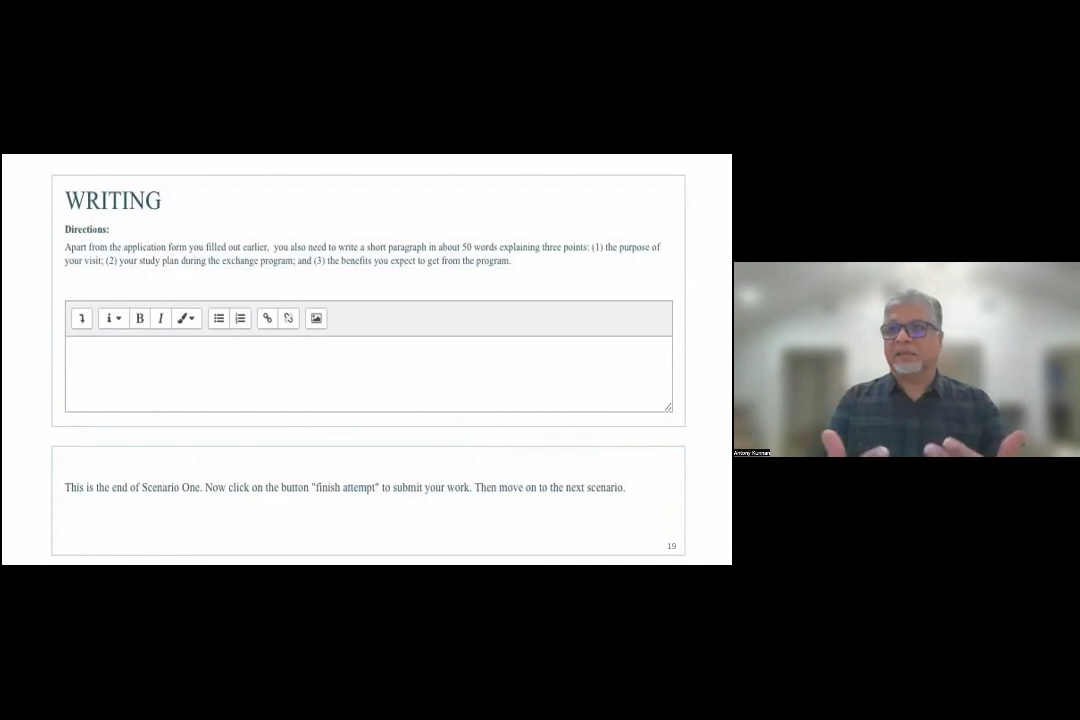 WRITING
Directions:
Apart from the application form you filled out earlier, you also need to write a short paragraph in about 50 words explaining three points: (1) the purpose of
your visit; (2) your study plan during the exchange program; and (3) the benefits you expect to get from the program.
B I
This is the end of Scenario One. Now click on the button "finish attempt" to submit your work. Then move on to the next scenario.
19
Antony Kunnan